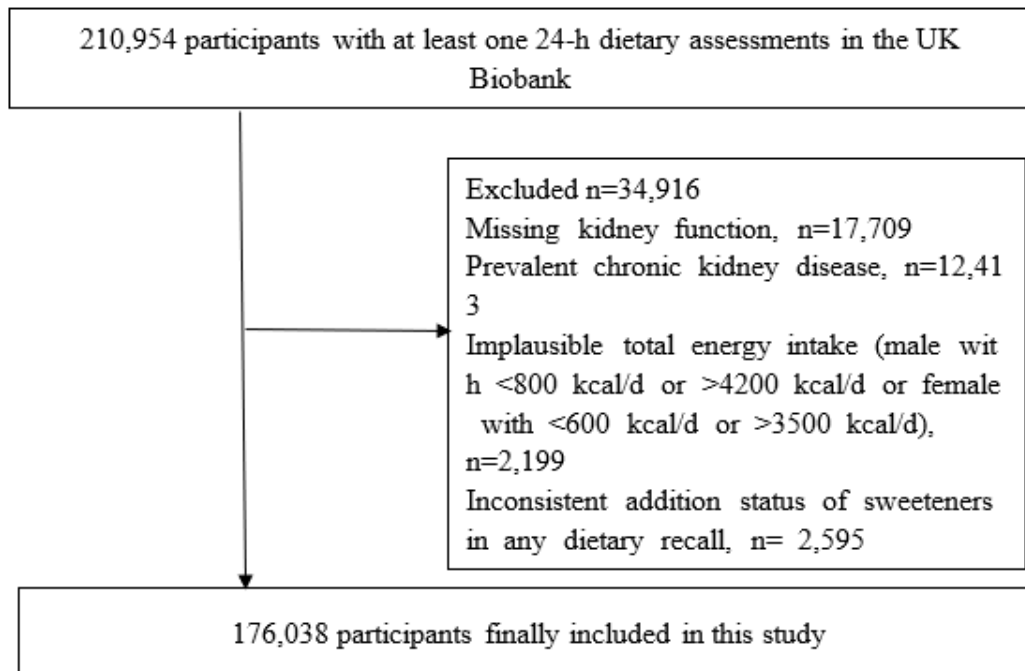 210,954 participants with at least one 24-h dietary assessments in the UK
Biobank
Excluded n=34,916
Missing kidney function, n=17,709
Prevalent chronic kidney disease, n=12,41
3
Implausible total energy intake (male wit
h <800 kcal/d or >4200 kcal/d or female
with <600 kcal/d or >3500 kcal/d),
n=2,199
Inconsistent addition status of sweeteners
in any dietary recall, n= 2,595
176,038 participants finally included in this study